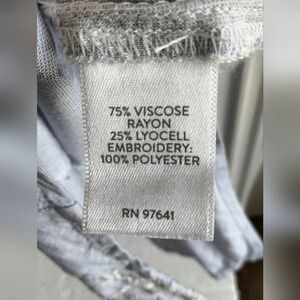 75% VISCOSE
RAYON
25% LYOCELL
EMBROIDERY:
100% POLYESTER
RN 97641